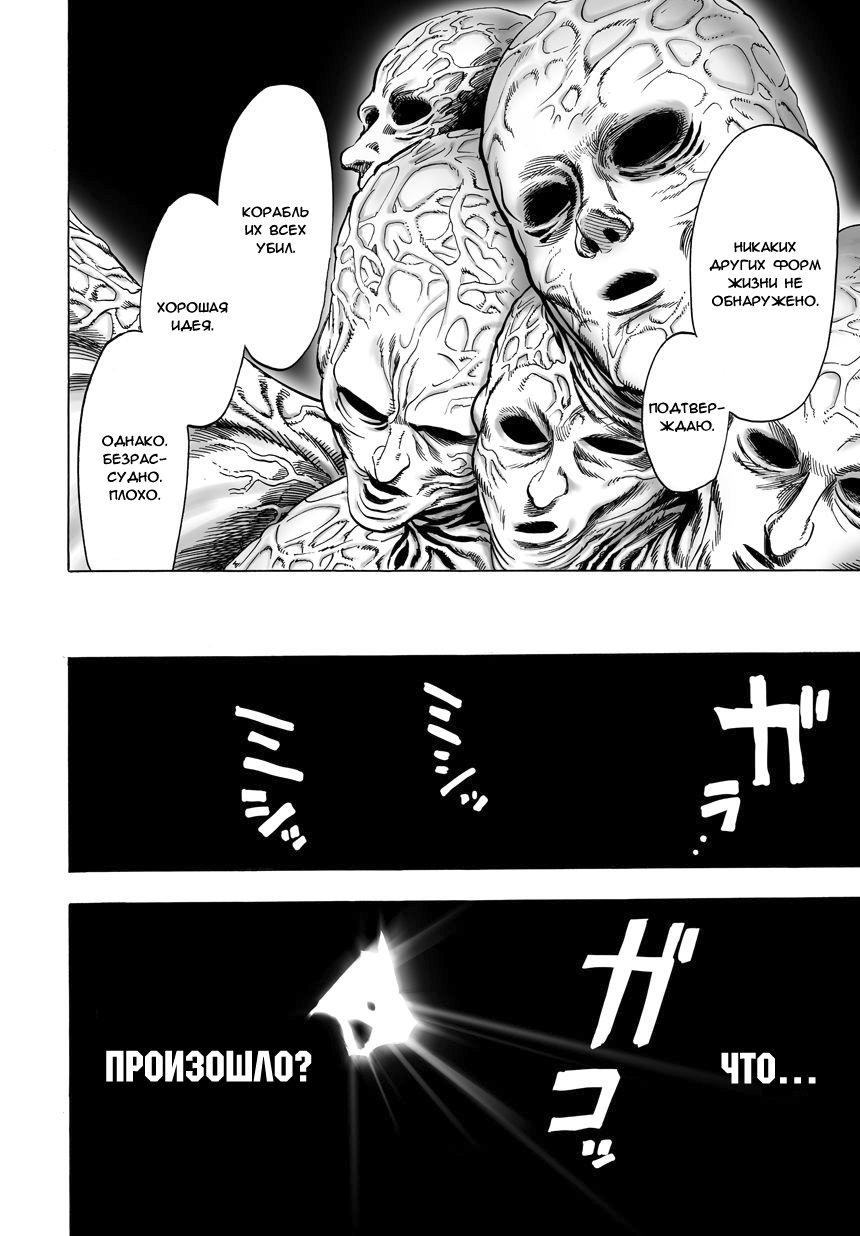 НИКАКИХ
ДРУГИХ ФОРМ
ЖИЗНИ НЕ
ОБНАРУЖЕНО.
ПОДТВЕР-
ЖДАЮ.
КОРАБЛЬ
ИХ ВСЕХ
УБИЛ.
ХОРОШАЯ
ИДЕЯ.
ОДНАКО.
БЕЗРАС-
СУДНО.
ПЛОХО.
ガラ..
ミシッ
ミシッ
ガコッ
ЧТО...
ПРОИЗОШЛО?